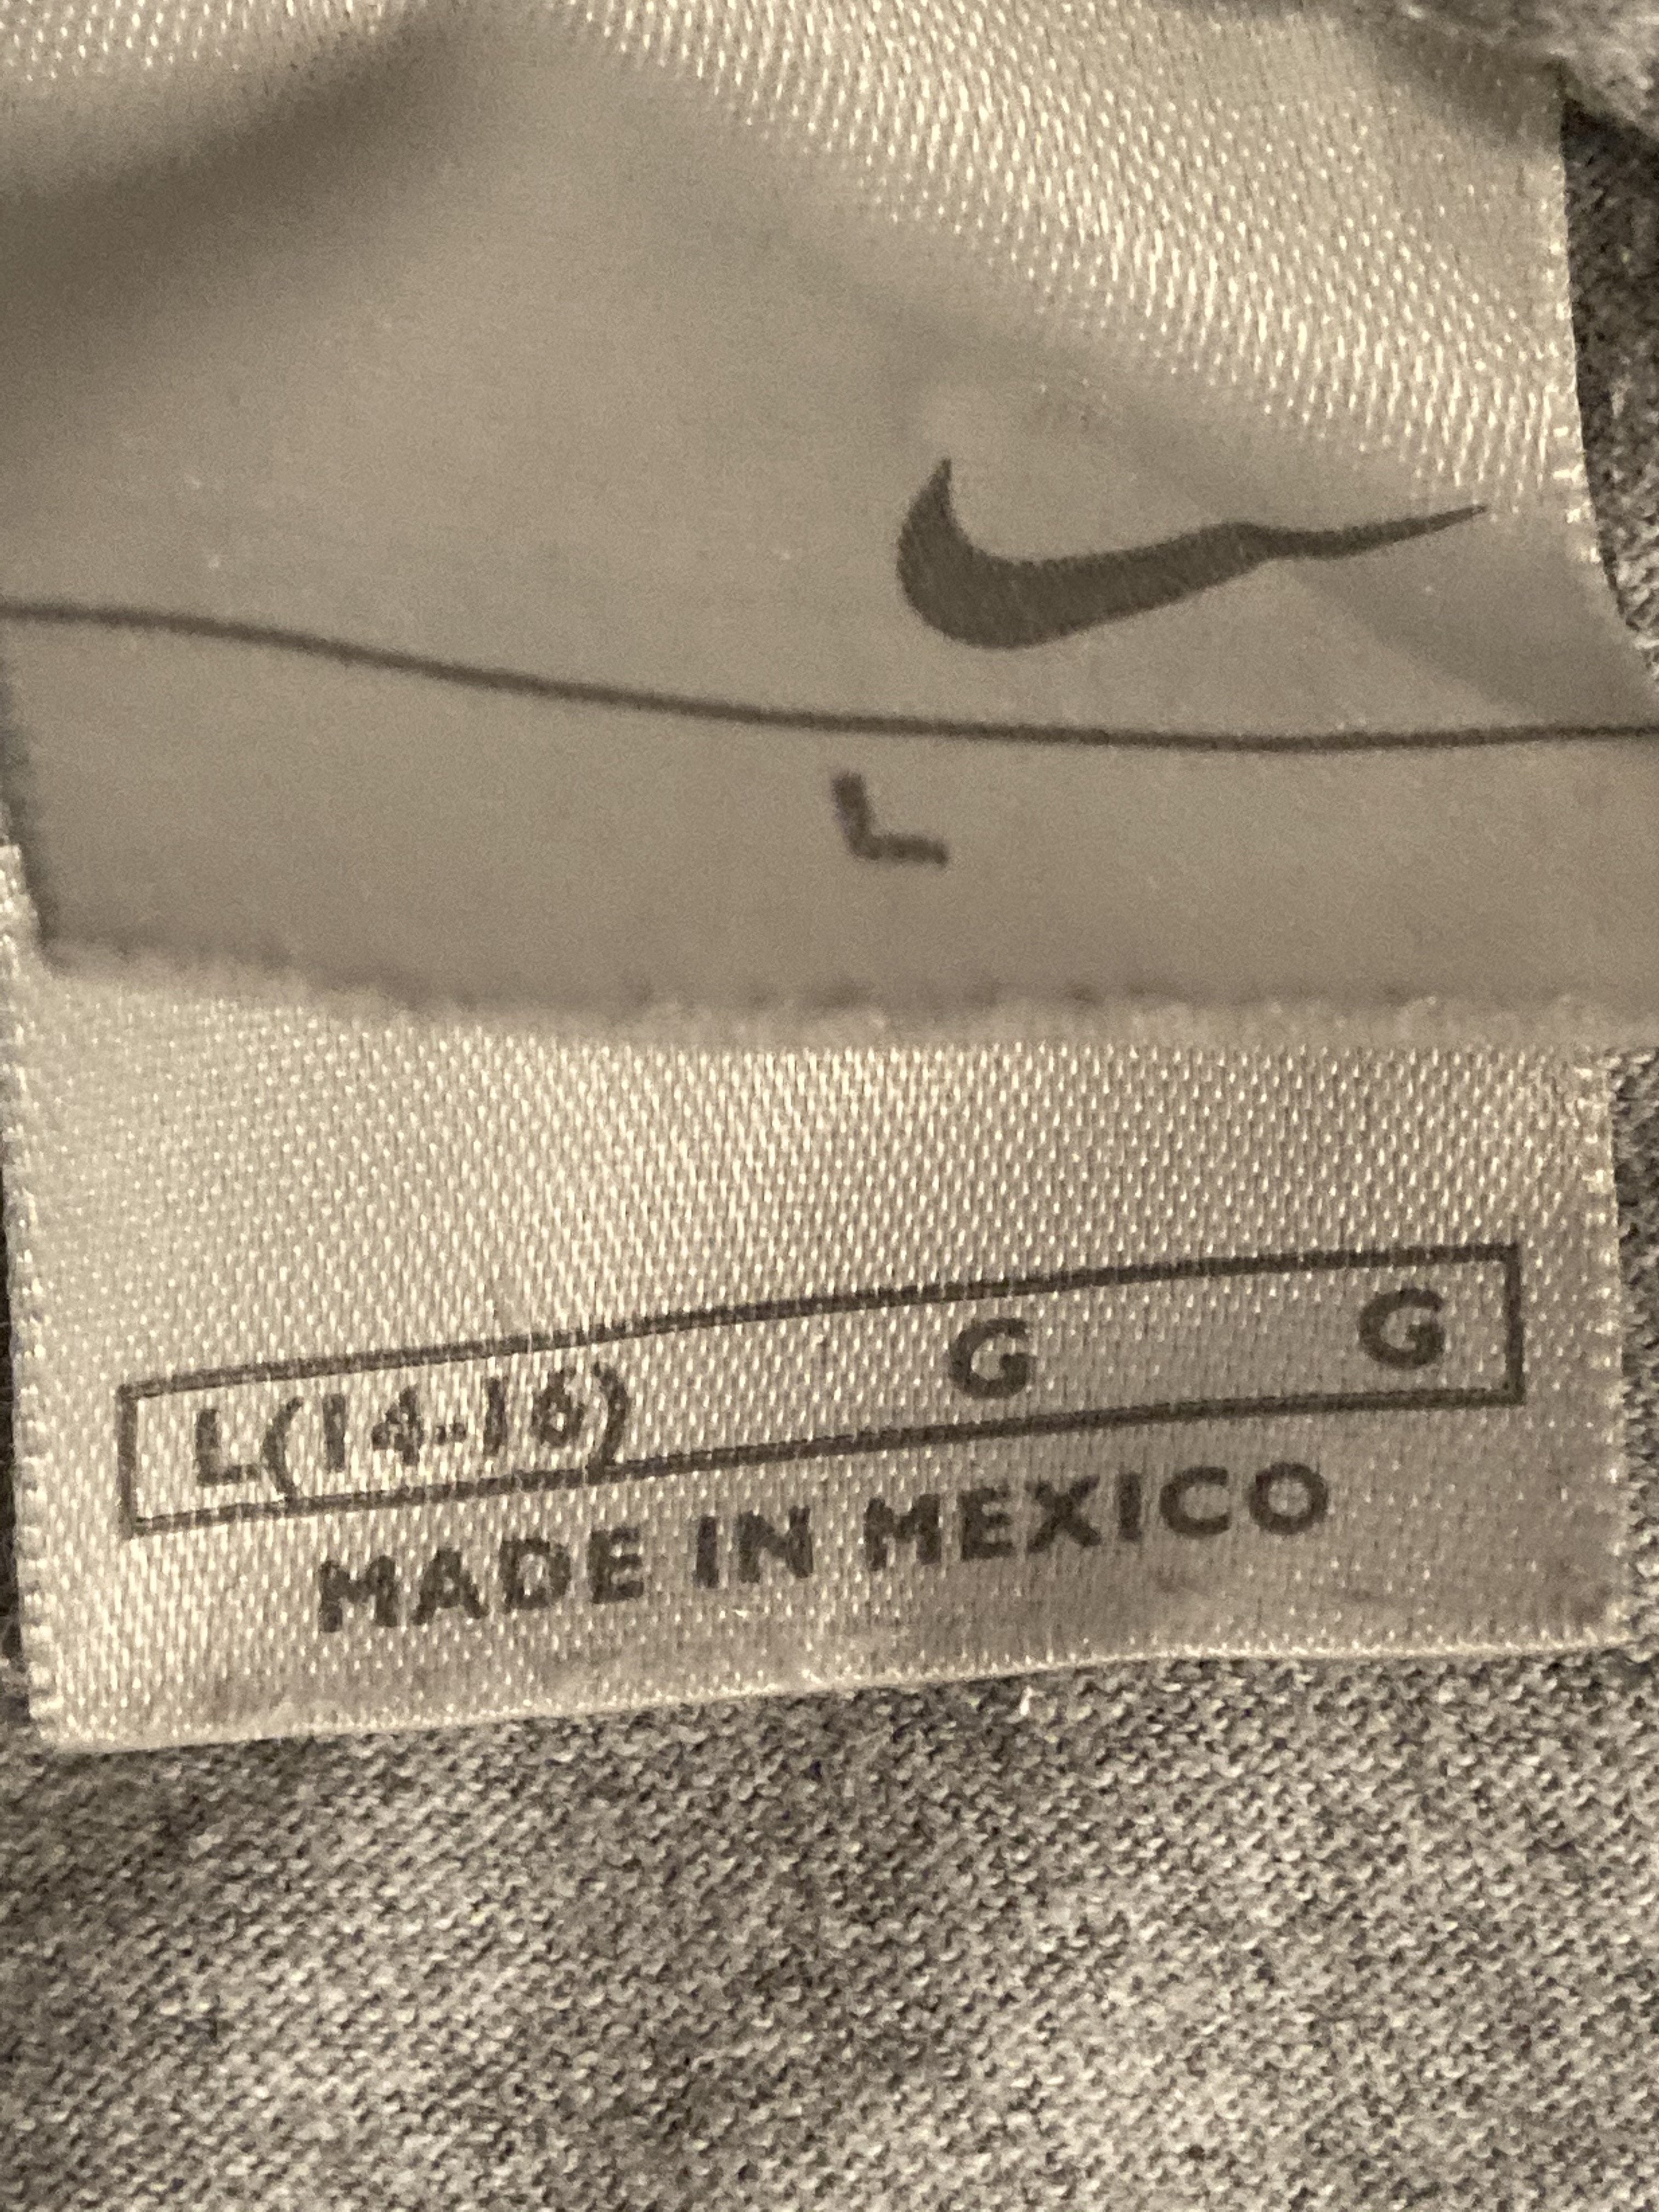 L
L(14-16) G G
MADE IN MEXICO